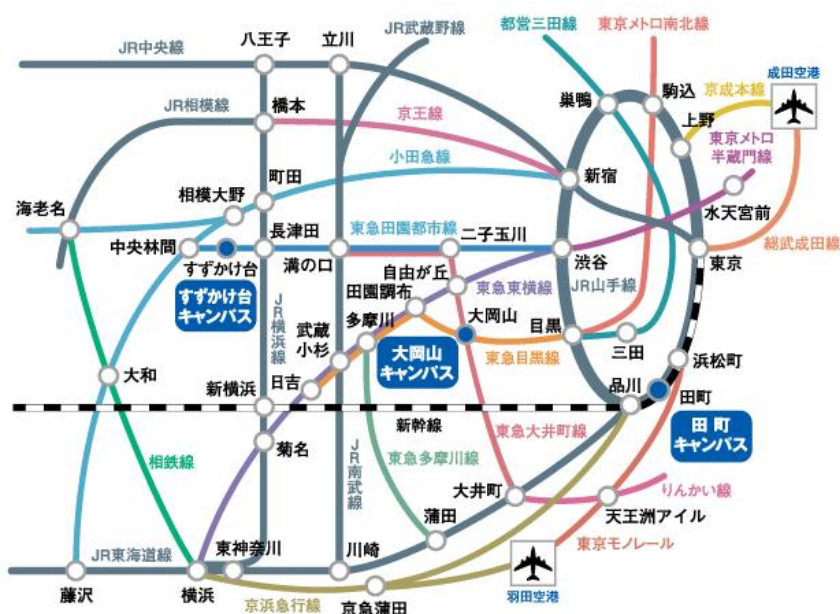 都営三田線
東京メトロ南北線
JR武蔵野線
八王子
立川
JR中央線
成田空港
駒込
京成本線
巣鴨
上野
JR相模線
橋本
京王線
東京メトロ
半蔵門線
小田急線
町田
新宿
相模大野
海老名
水天宮前
長津田
東急田園都市線
二子玉川
中央林間
総武成田線
すずかけ台
溝の口
渋谷
東京
自由が丘
すずかけ台
キャンパス
田園調布
東急東横線
JR山手線
JR横浜線
武蔵
小杉
多摩川
大岡山
目黒
大岡山
キャンパス
東急目黒線
三田
浜松町
大和
日吉
新横浜
品川
田町
新幹線
田町
キャンパス
菊名
東急大井町線
相鉄線
JR南武線
東急多摩川線
大井町
りんかい線
蒲田
天王洲アイル
東神奈川
JR東海道線
川崎
東京モノレール
藤沢
横浜
京浜急行線
京急蒲田
羽田空港